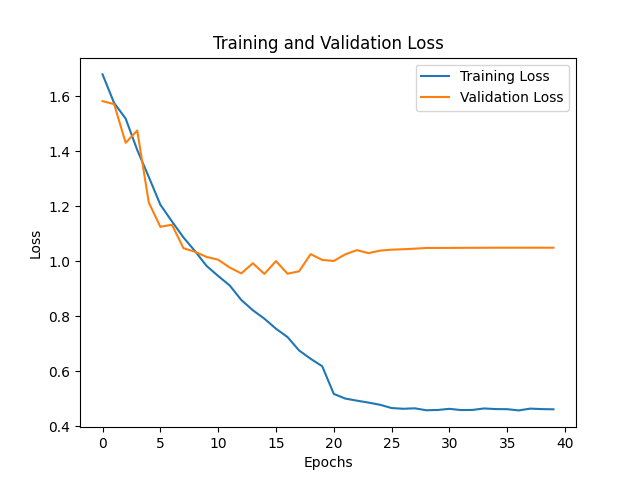 Training and Validation Loss
Training Loss
Validation Loss
1.6
1.4
1.2
1.0
0.8
0.6
0.4
Loss
0 5 10 15 20 25 30 35 40
Epochs